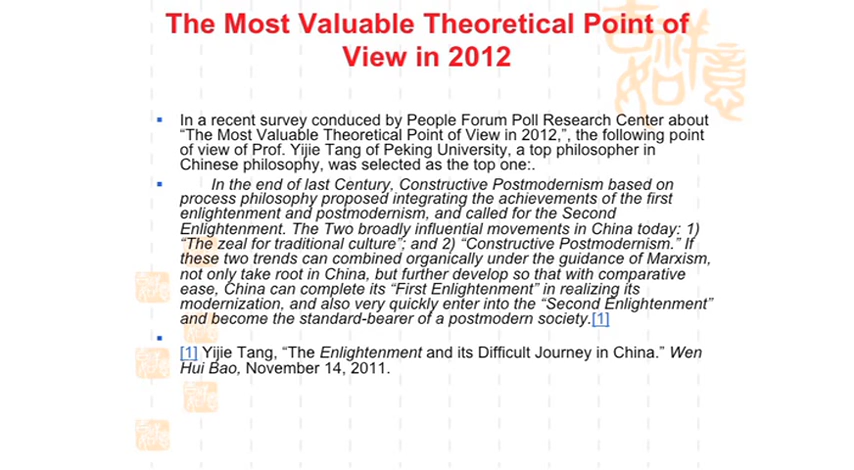 The Most Valuable Theoretical Point of
View in 2012
In a recent survey conduced by People Forum Poll Research Center about
“The Most Valuable Theoretical Point of View in 2012,”, the following point
of view of Prof. Yijie Tang of Peking University, a top philosopher in
Chinese philosophy, was selected as the top one:.
In the end of last Century, Constructive Postmodernism based on
process philosophy proposed integrating the achievements of the first
enlightenment and postmodernism, and called for the Second
Enlightenment. The Two broadly influential movements in China today: 1)
“The zeal for traditional culture”; and 2) “Constructive Postmodernism.” If
these two trends can combined organically under the guidance of Marxism,
not only take root in China, but further develop so that with comparative
ease, China can complete its “First Enlightenment” in realizing its
modernization, and also very quickly enter into the “Second Enlightenment”
and become the standard-bearer of a postmodern society.[1]
[1] Yijie Tang, “The Enlightenment and its Difficult Journey in China.” Wen
Hui Bao, November 14, 2011.